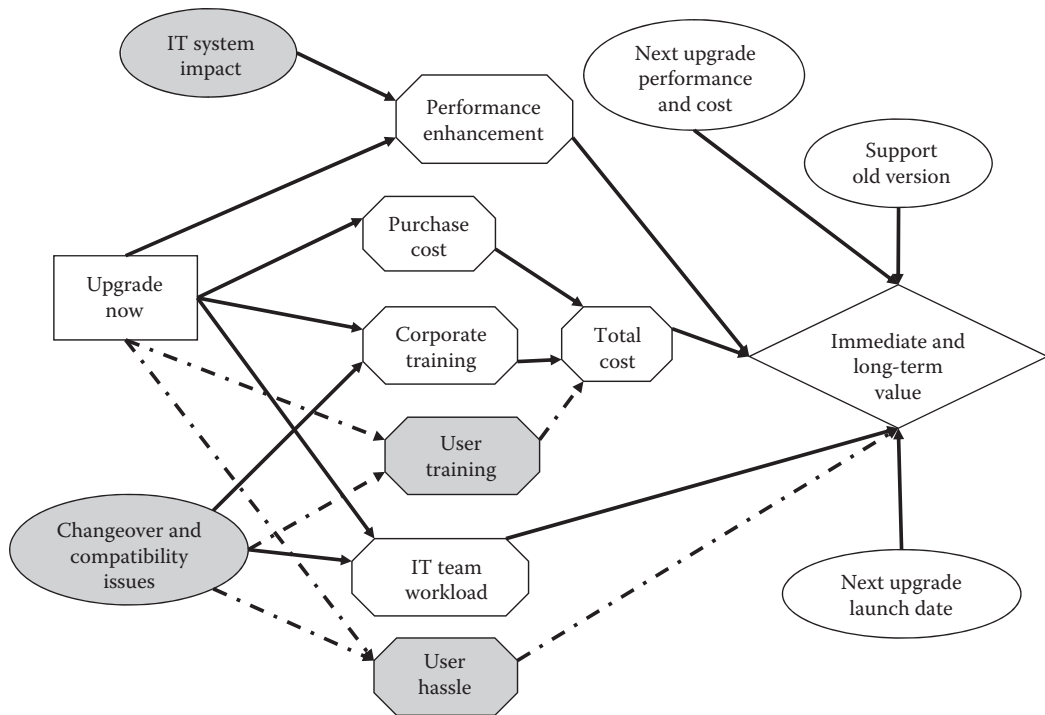 IT system
impact
Next upgrade
performance
and cost
Performance
enhancement
Support
old version
Purchase
cost
Upgrade
now
Corporate
training
Total
cost
Immediate and
long-term
value
User
training
Changeover and
compatibility
issues
IT team
workload
Next upgrade
launch date
User
hassle